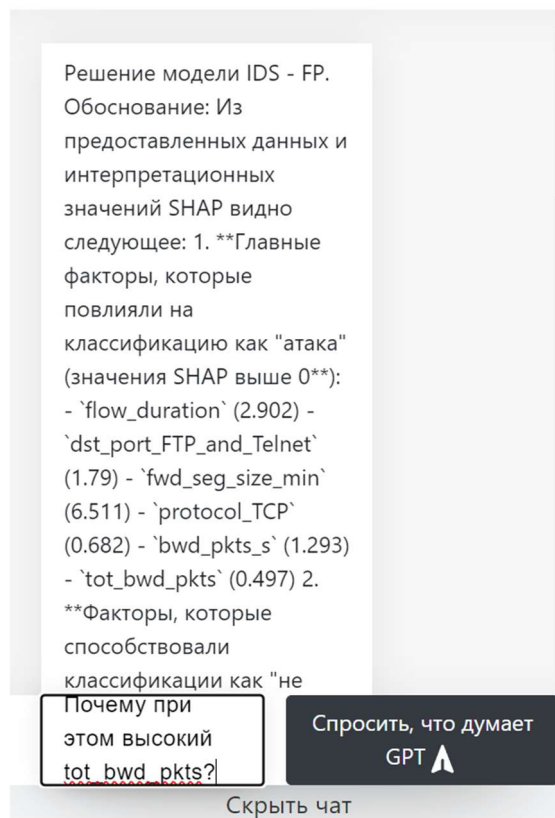 Решение модели IDS - FP.
Обоснование: Из
предоставленных данных и
интерпретационных
значений SHAP видно
следующее: 1. **Главные
факторы, которые
повлияли на
классификацию как "атака"
(значения SHAP выше 0**):
- `flow_duration` (2.902) -
`dst_port_FTP_and_Telnet`
(1.79) - `fwd_seg_size_min`
(6.511) - `protocol_TCP`
(0.682) - `bwd_pkts_s` (1.293)
- `tot_bwd_pkts` (0.497) 2.
**Факторы, которые
способствовали
классификации как "не
Почему при
этом высокий
tot_bwd_pkts?
Спросить, что думает
GPT
Скрыть чат